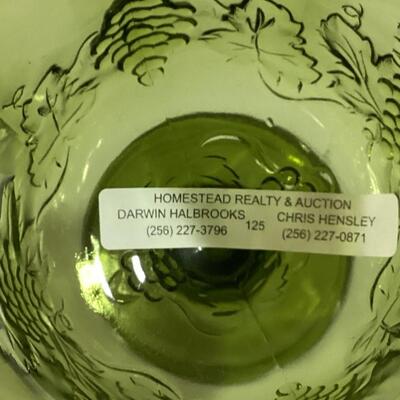 HOMESTEAD REALTY & AUCTION
DARWIN HALBROOKS 125 CHRIS HENSLEY
(256) 227-3796 (256) 227-0871